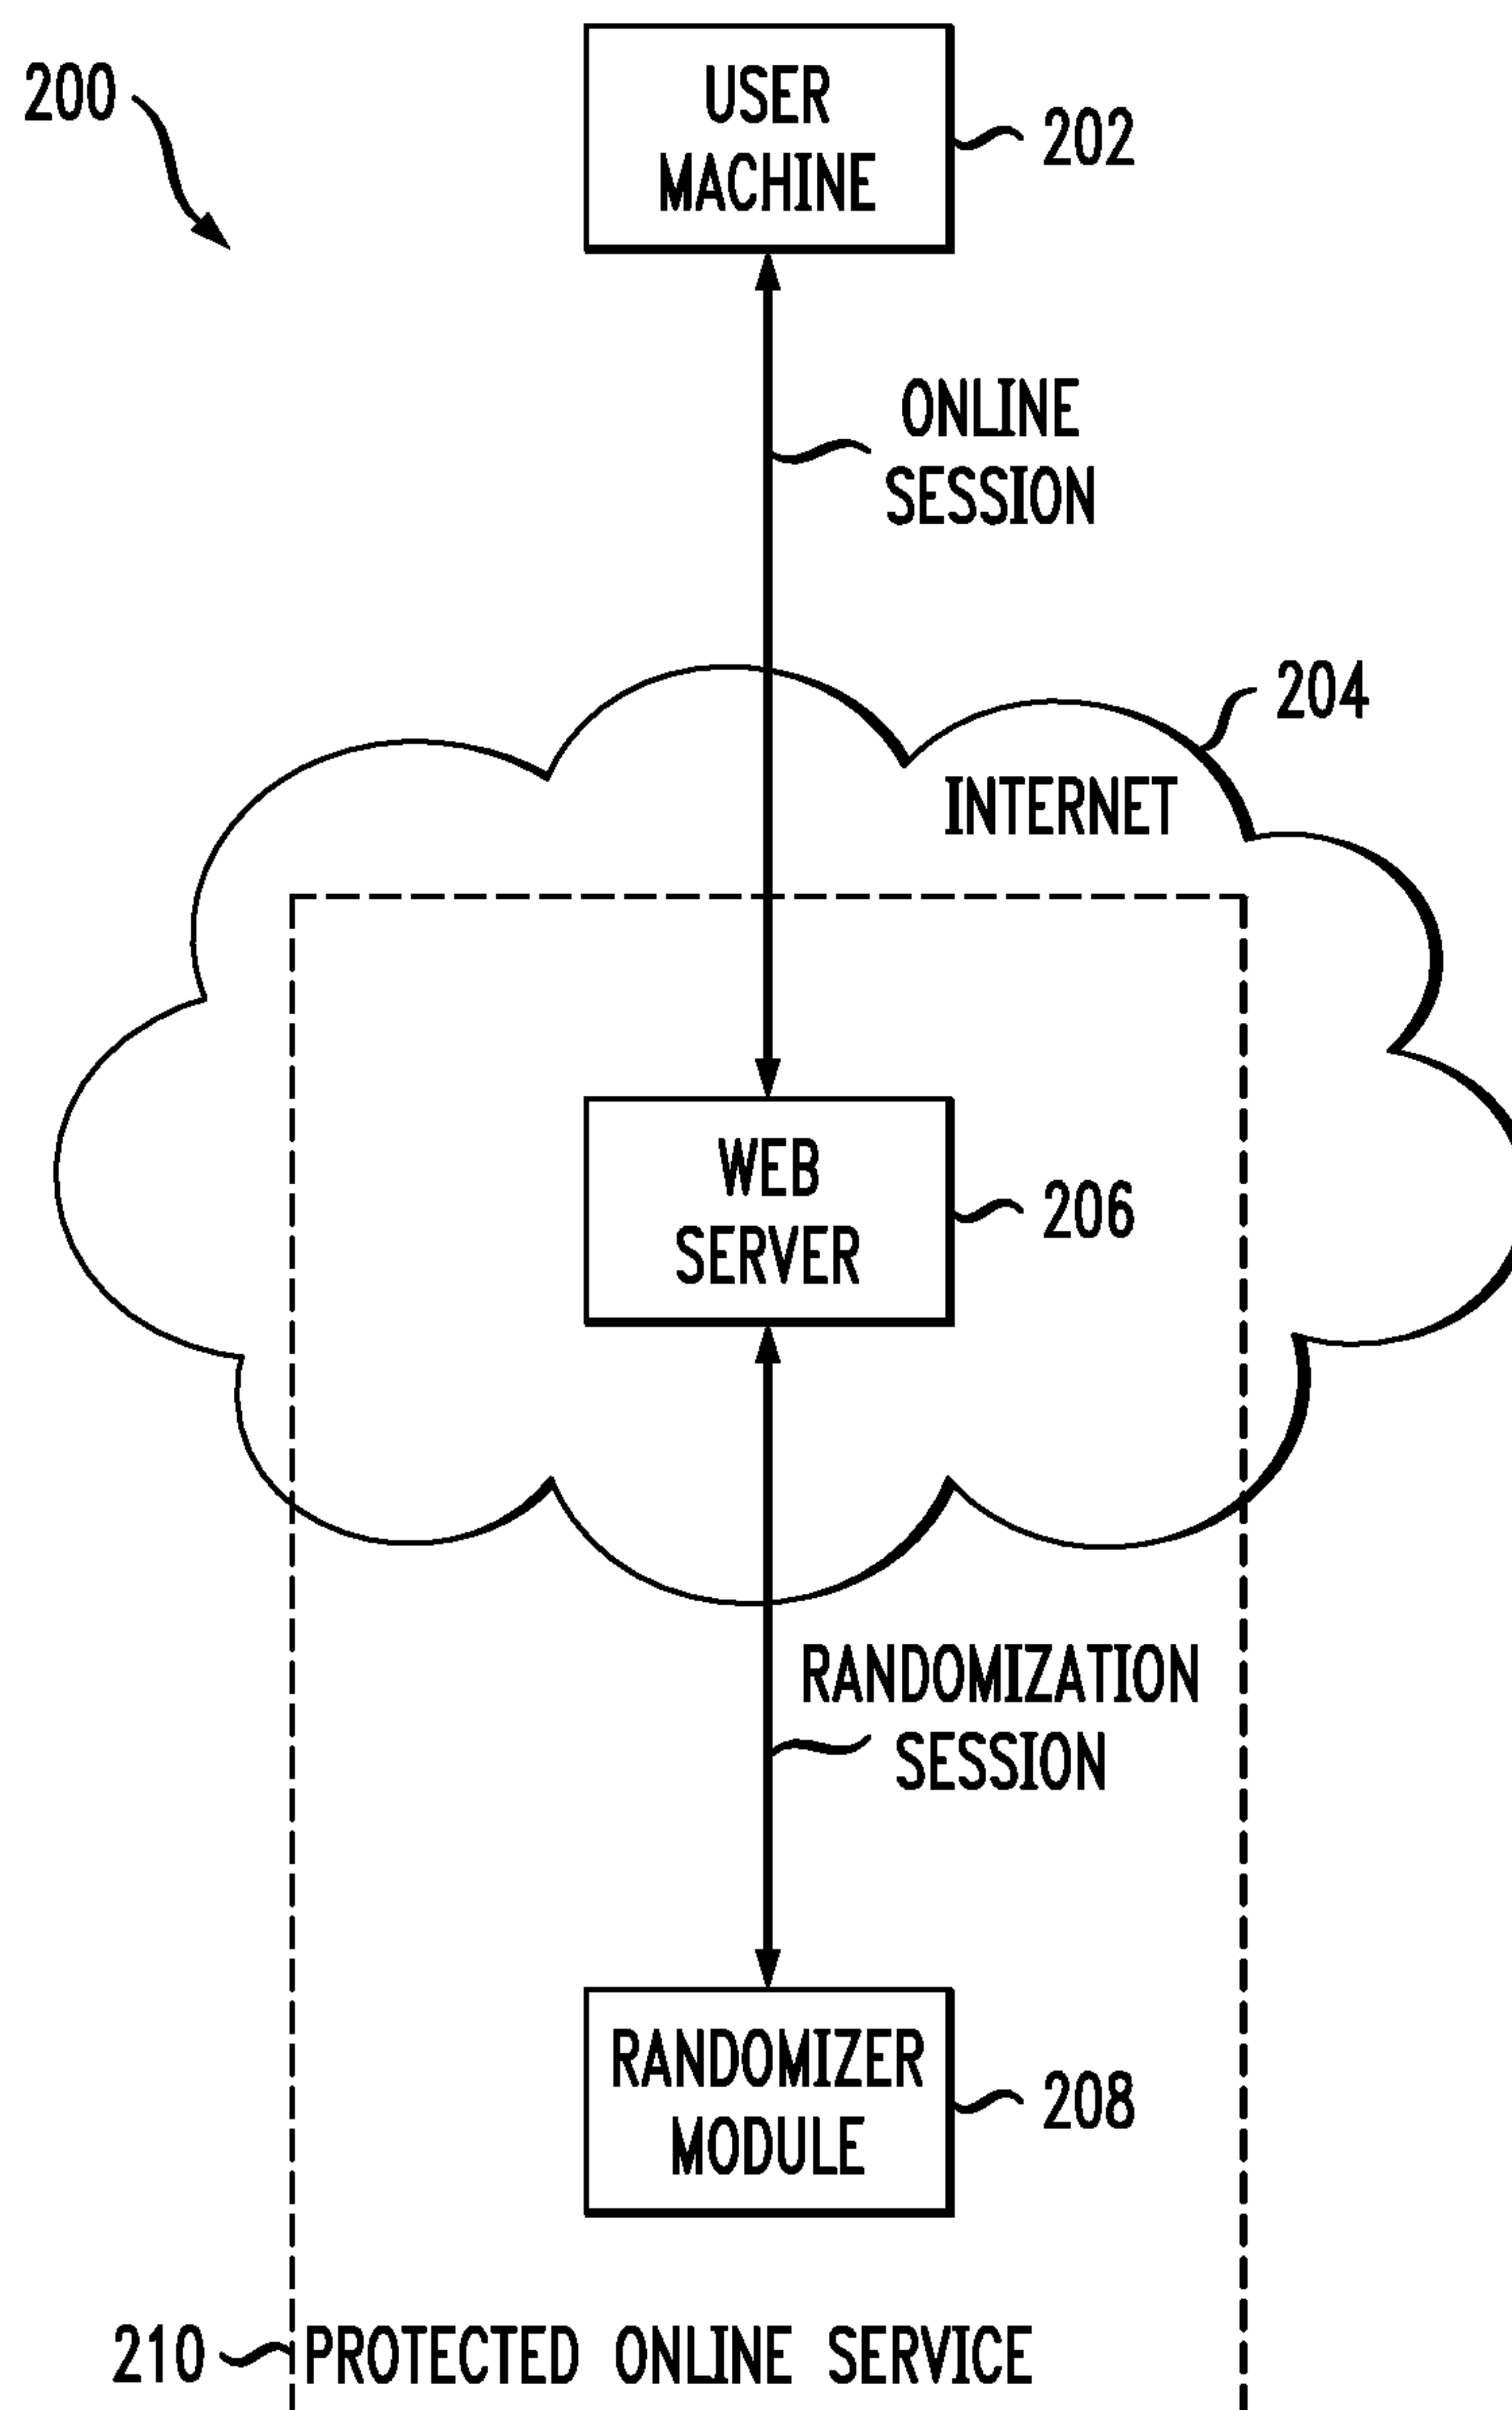 200
USER
MACHINE
202
ONLINE
SESSION
204
INTERNET
WEB
SERVER
206
RANDOMIZATION
SESSION
RANDOMIZER
MODULE
208
210
PROTECTED ONLINE SERVICE